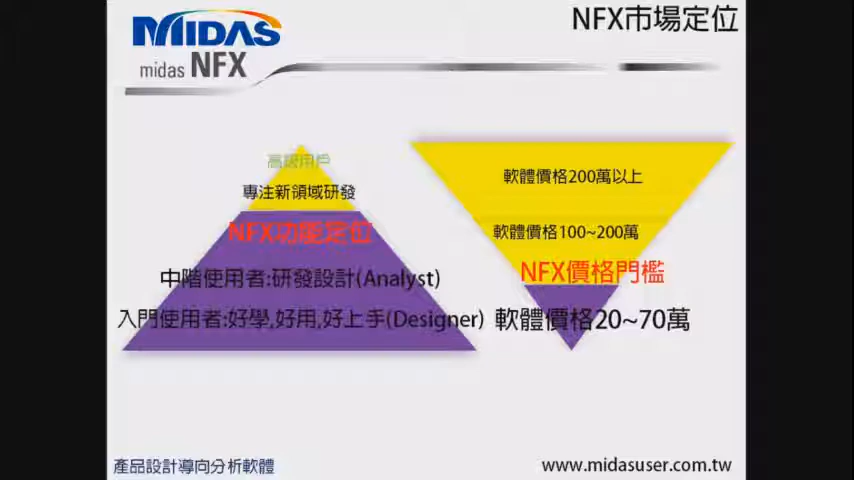 NFX市場定位
MIDAS
midas NFX
高級用戶
專注新領域研發
NFX功能定位
中階使用者:研發設計(Analyst)
入門使用者:好學,好用,好上手(Designer)
軟體價格200萬以上
軟體價格100~200萬
NFX價格門檻
軟體價格20~70萬
產品設計導向分析軟體
www.midasuser.com.tw